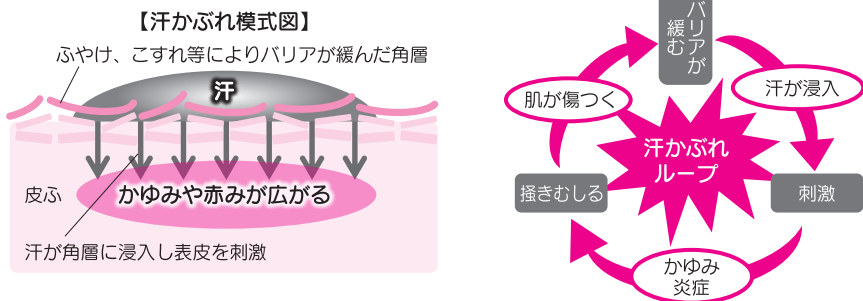 【汗かぶれ模式図】
ふやけ、こすれ等によりバリアが緩んだ角層
汗
皮ふ
かゆみや赤みが広がる
汗が角層に浸入し表皮を刺激
バリアが
緩む
汗が浸入
刺激
かゆみ
炎症
掻きむしる
肌が傷つく
汗かぶれ
ループ